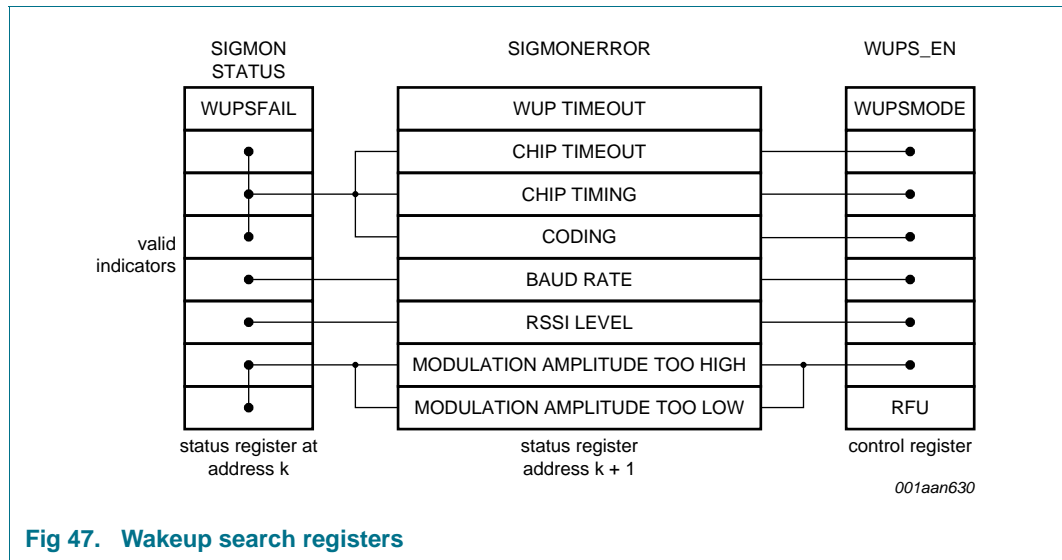 SIGMON
STATUS
SIGMONERROR
WUPS_EN
WUPSFAIL
WUP TIMEOUT
WUPSMODE
CHIP TIMEOUT
CHIP TIMING
CODING
valid
indicators
BAUD RATE
RSSI LEVEL
MODULATION AMPLITUDE TOO HIGH
MODULATION AMPLITUDE TOO LOW
RFU
status register at
address k
status register
address k + 1
control register
001aan630
Fig 47. Wakeup search registers